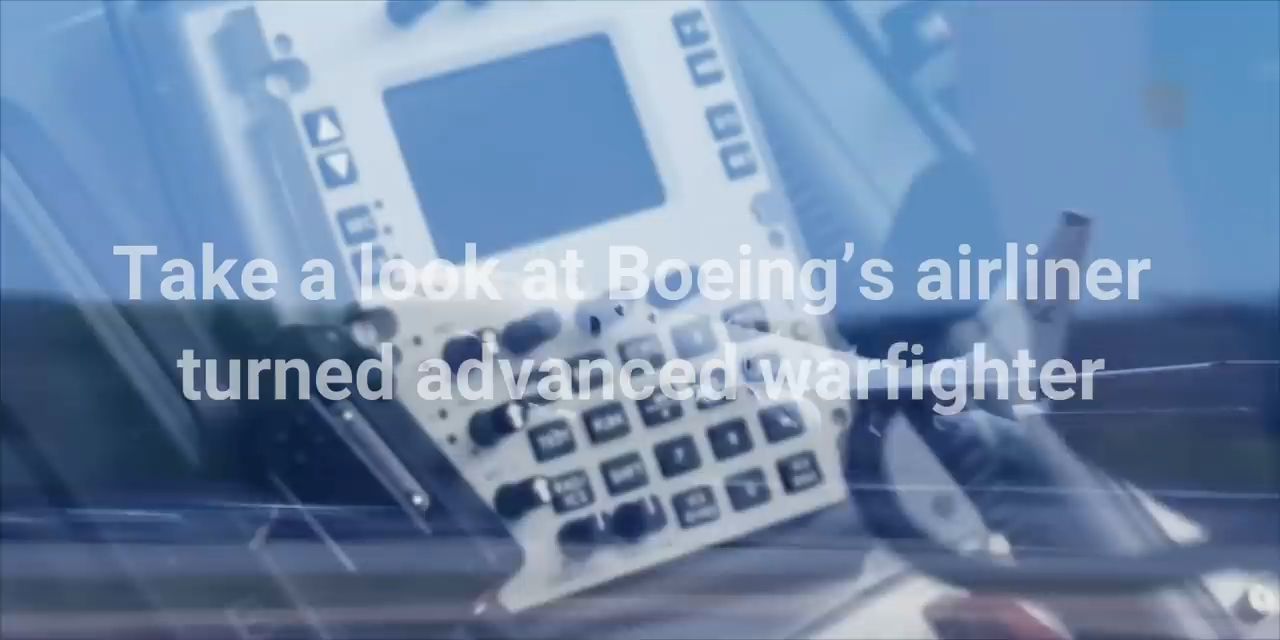 Take a look at Boeing’s airliner
turned advanced warfighter